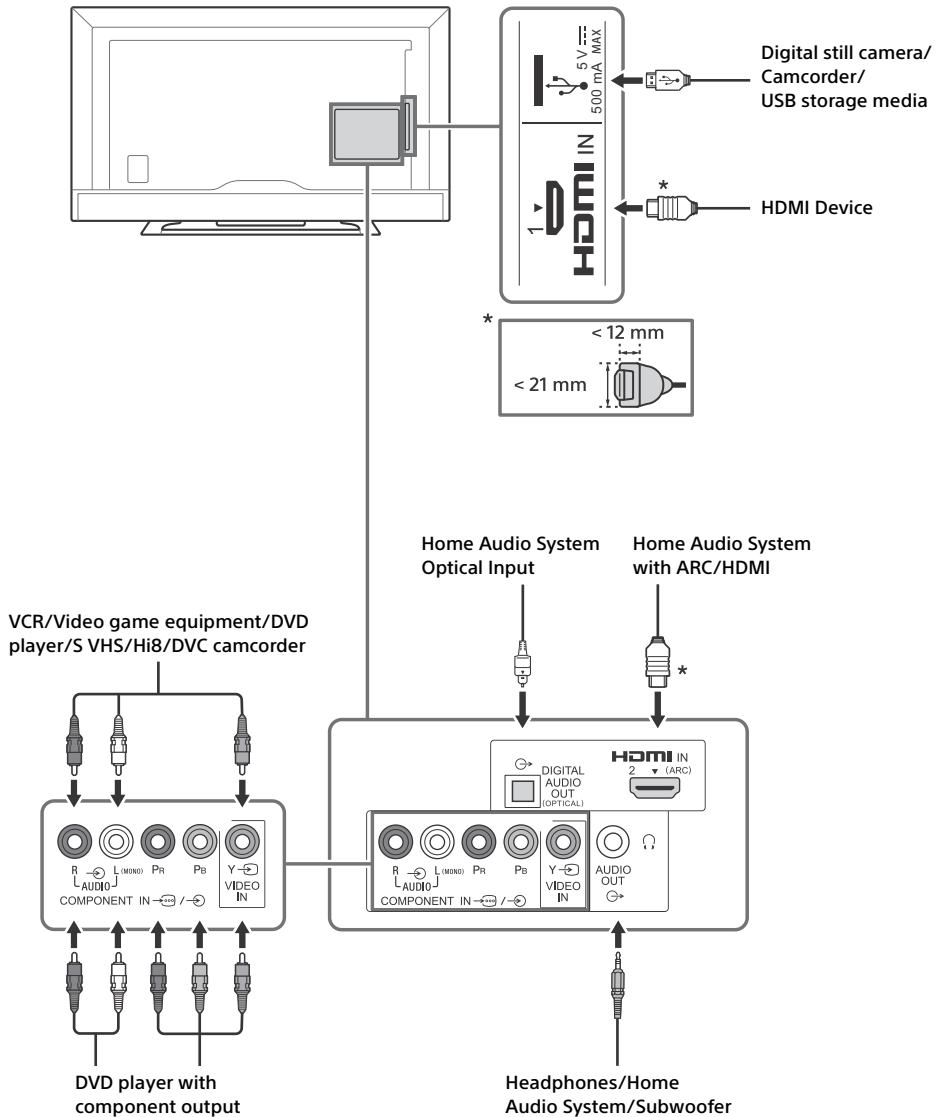 5 V
500 mA MAX
Digital still camera/
Camcorder/
USB storage media
1
HDMI IN
*
HDMI Device
*
< 12 mm
< 21 mm
Home Audio System
Optical Input
Home Audio System
with ARC/HDMI
*
VCR/Video game equipment/DVD
player/S VHS/Hi8/DVC camcorder
DIGITAL
AUDIO
OUT
(OPTICAL)
HDMI IN
2 (ARC)
R L (MONO) PR PB Y
AUDIO
VIDEO
IN
COMPONENT IN /
R L (MONO) PR PB Y
AUDIO
VIDEO
IN
COMPONENT IN /
AUDIO
OUT
DVD player with
component output
Headphones/Home
Audio System/Subwoofer